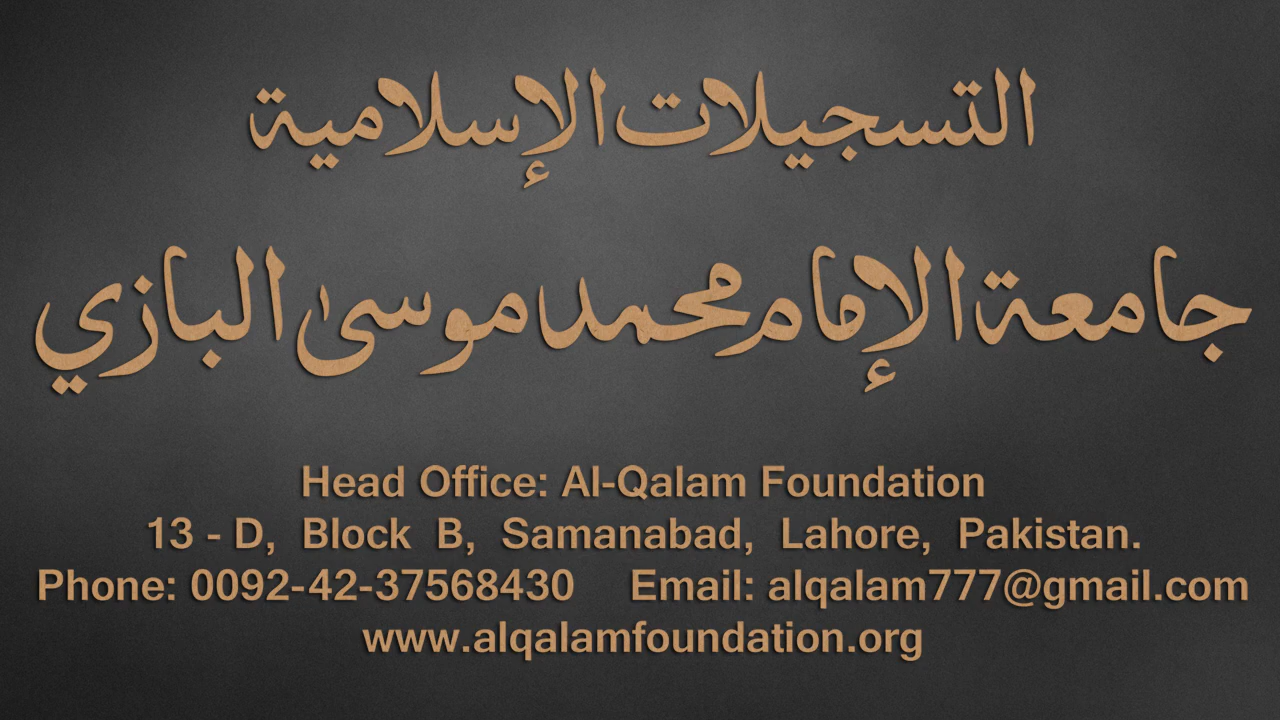 التسجيلات الإسلامية
جامعة الإمام محمد موسىٰ البازي
Head Office: Al-Qalam Foundation
13 - D, Block B, Samanabad, Lahore, Pakistan.
Phone: 0092-42-37568430 Email: alqalam777@gmail.com
www.alqalamfoundation.org